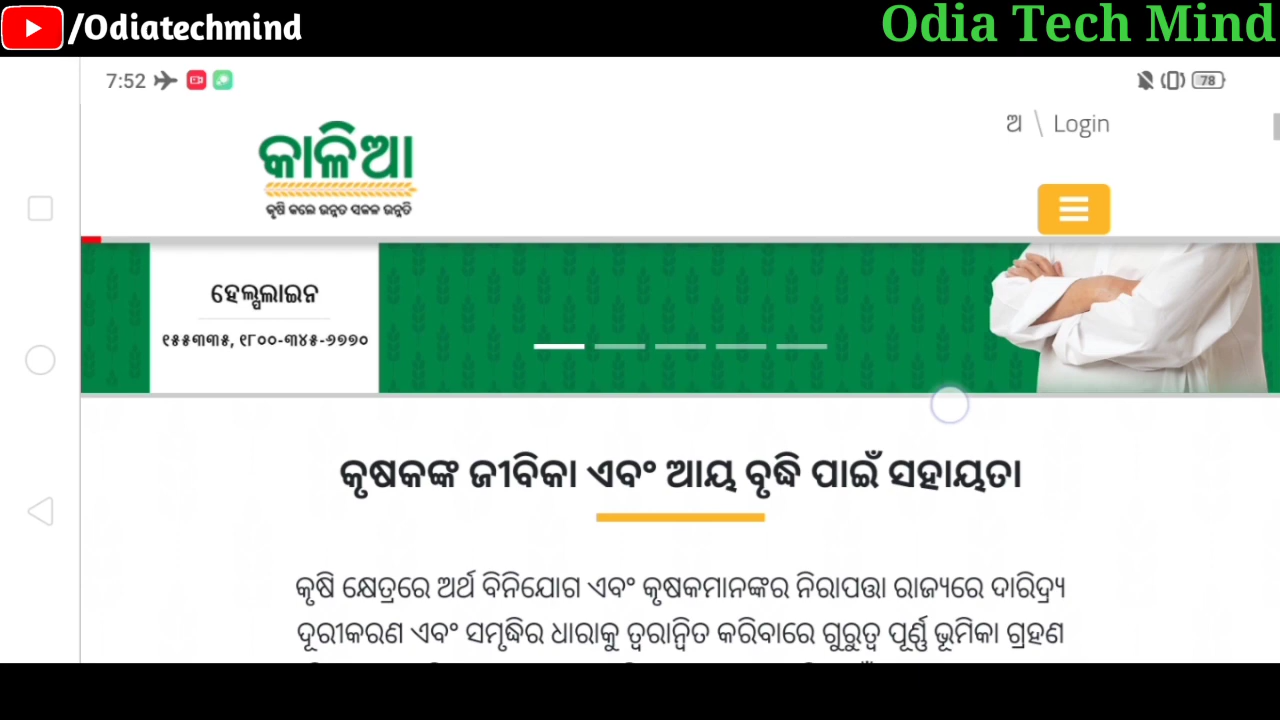 /Odiatechmind
Odia Tech Mind
7:52
78
ଅ \ Login
କାଳିଆ
କୃଷି କଲେ ଉନ୍ନତ ସକଳ ଉନ୍ନତି
ହେଲ୍ପଲାଇନ
୧୫୫୩୩୫, ୧୮୦୦-୩୪୫-୬୭୭୦
କୃଷକଙ୍କ ଜୀବିକା ଏବଂ ଆୟ ବୃଦ୍ଧି ପାଇଁ ସହାୟତା
କୃଷି କ୍ଷେତ୍ରରେ ଅର୍ଥ ବିନିଯୋଗ ଏବଂ କୃଷକମାନଙ୍କର ନିରାପତ୍ତା ରାଜ୍ୟରେ ଦାରିଦ୍ର୍ୟ
ଦୂରୀକରଣ ଏବଂ ସମୃଦ୍ଧିର ଧାରାକୁ ତ୍ୱରାନ୍ୱିତ କରିବାରେ ଗୁରୁତ୍ୱ ପୂର୍ଣ୍ଣ ଭୂମିକା ଗ୍ରହଣ